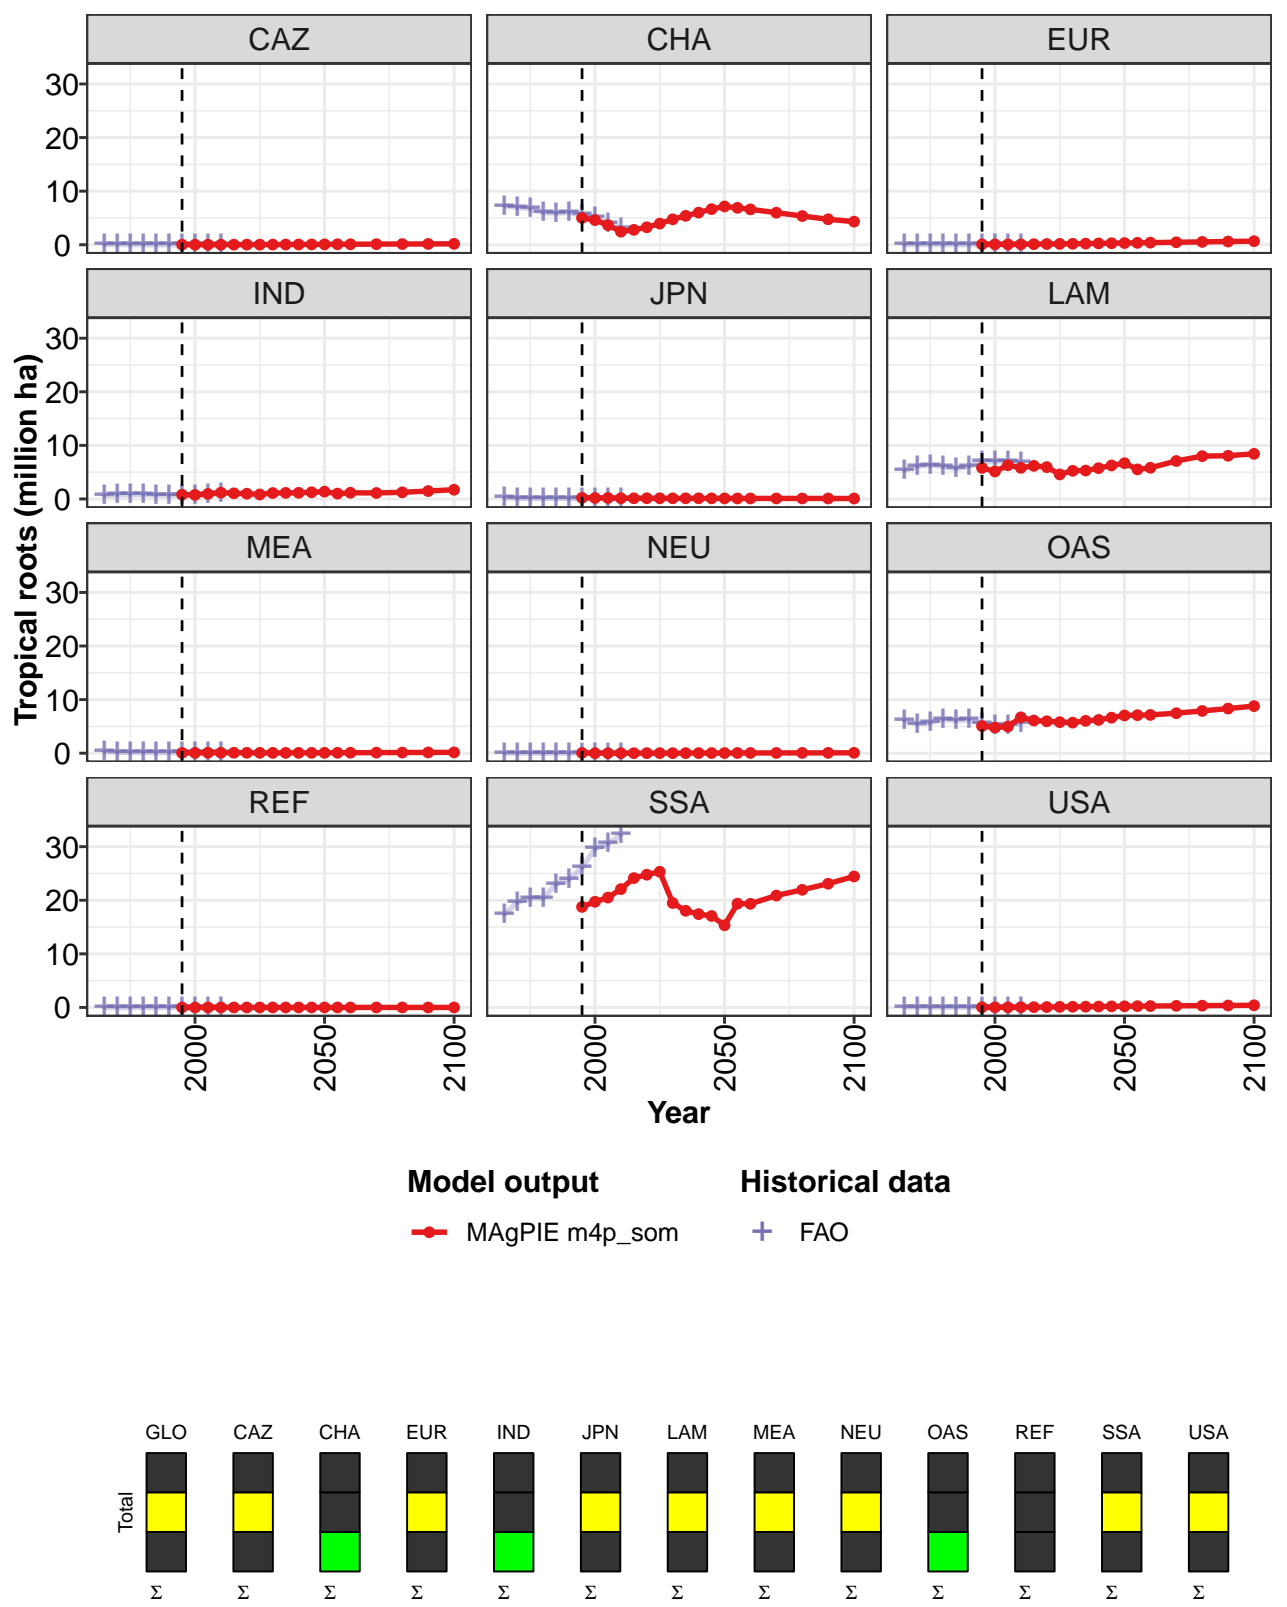 CAZ CHA EUR
30
20
10
0
IND JPN LAM
30
20
10
0
MEA NEU OAS
30
20
10
0
REF SSA USA
30
20
10
0
Tropical roots (million ha)
2000 2050 2100 2000 2050 2100 2000 2050 2100
Year
Model output Historical data
MAgPIE m4p_som FAO
GLO CAZ CHA EUR IND JPN LAM MEA NEU OAS REF SSA USA
Total
Σ Σ Σ Σ Σ Σ Σ Σ Σ Σ Σ Σ Σ